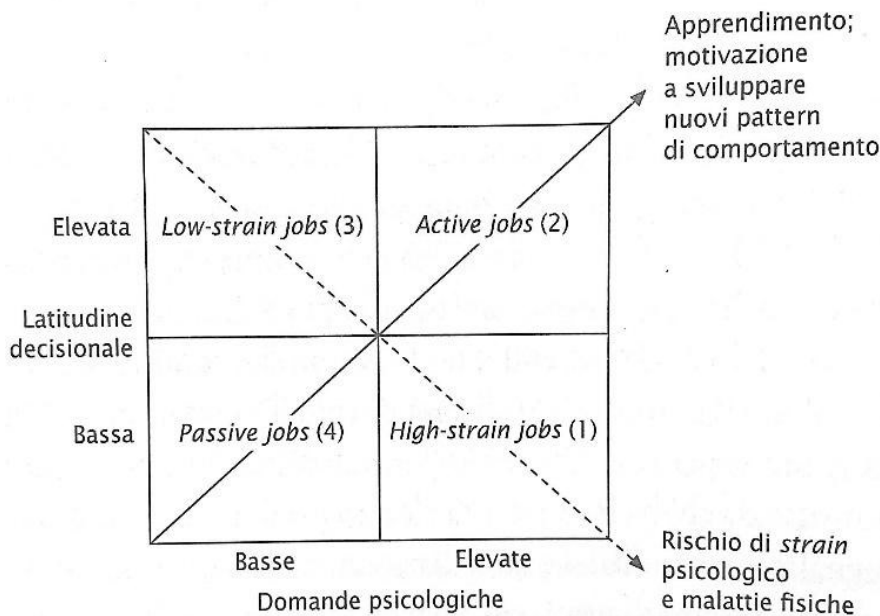 Apprendimento;
motivazione
a sviluppare
nuovi pattern
di comportamento
Elevata
Low-strain jobs (3)
Active jobs (2)
Latitudine
decisionale
Bassa
Passive jobs (4)
High-strain jobs (1)
Basse
Elevate
Domande psicologiche
Rischio di strain
psicologico
e malattie fisiche